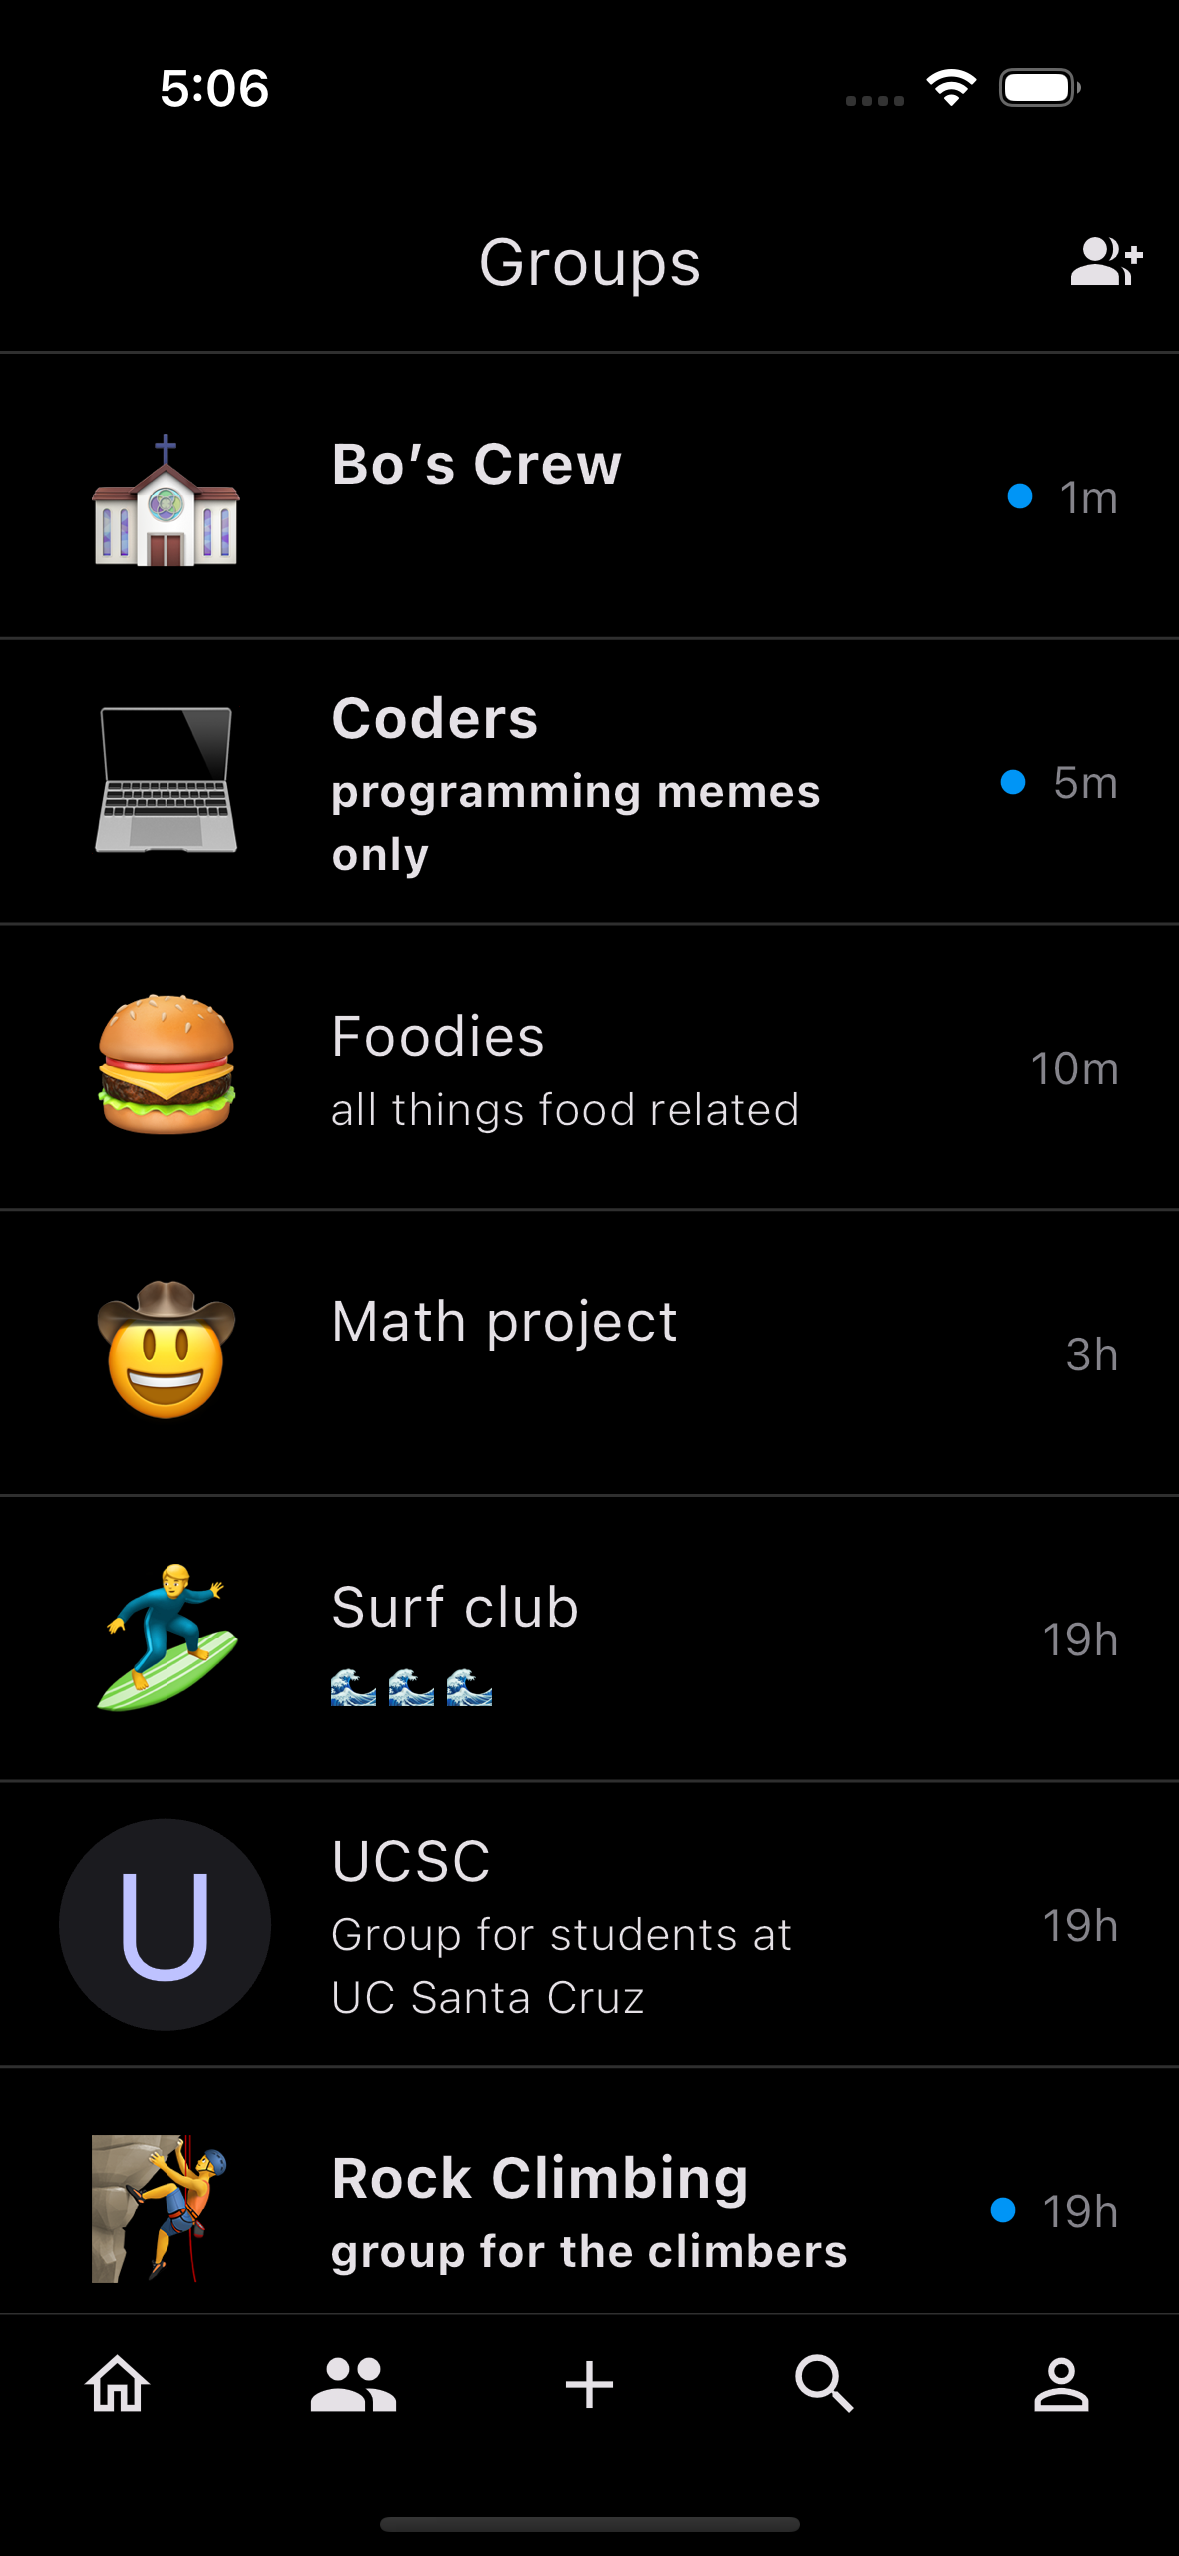 5:06
Groups
Bo’s Crew
1m
Coders
programming memes
only
5m
Foodies
all things food related
10m
Math project
3h
Surf club
🌊 🌊 🌊
19h
U
UCSC
Group for students at
UC Santa Cruz
19h
Rock Climbing
group for the climbers
19h